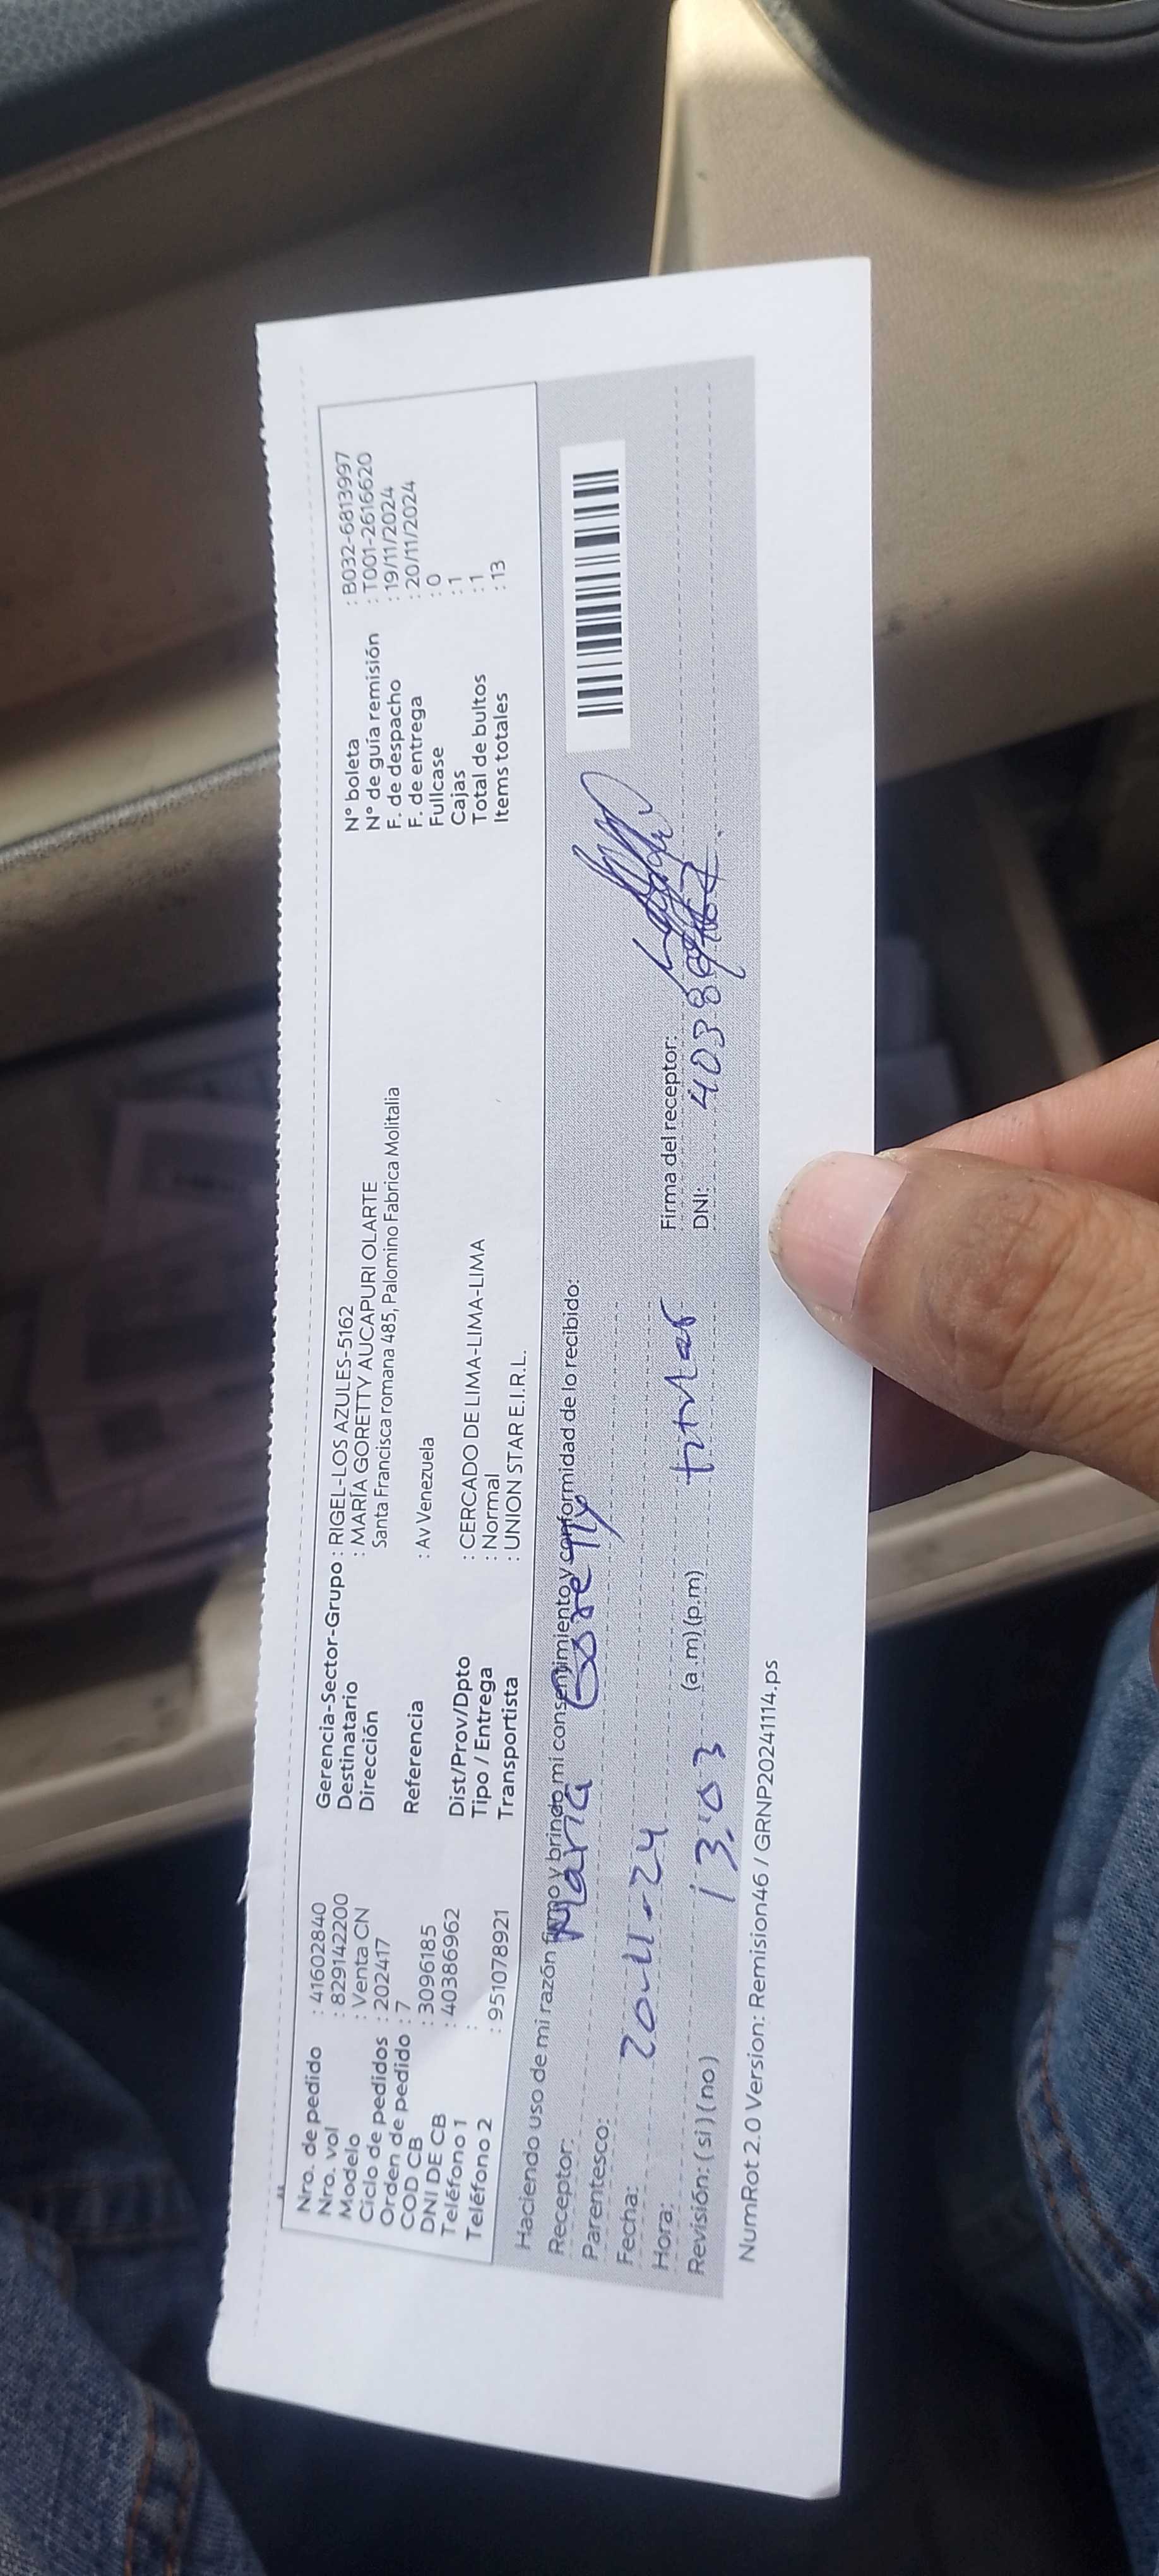 Nro. de pedido : 41602840
Nro. vol : 829142200
Modelo : Venta CN
Ciclo de pedidos : 202417
Orden de pedido : 7
COD CB : 3096185
DNI DE CB : 40386962
Teléfono 1 :
Teléfono 2 : 951078921
Gerencia-Sector-Grupo : RIGEL-LOS AZULES-5162
Destinatario : MARÍA GORETTY AUCAPURI OLARTE
Dirección Santa Francisca romana 485, Palomino Fabrica Molitalia
Referencia : Av Venezuela
Dist/Prov/Dpto : CERCADO DE LIMA-LIMA-LIMA
Tipo / Entrega : Normal
Transportista : UNION STAR E.I.R.L.
N° boleta : B032-6813997
N° de guía remisión : T001-2616620
F. de despacho : 19/11/2024
F. de entrega : 20/11/2024
Fullcase : 0
Cajas : 1
Total de bultos : 1
Items totales : 13
Haciendo uso de mi razón firmo y brindo mi consentimiento y conformidad de lo recibido:
Receptor: Maria Goretty
Parentesco:
Fecha: 20-11-24
Hora: 13:03 (a.m) (p.m)
Revisión: ( si ) ( no )
titular
Firma del receptor:
DNI:
NumRot 2.0 Version: Remision46 / GRNP20241114.ps